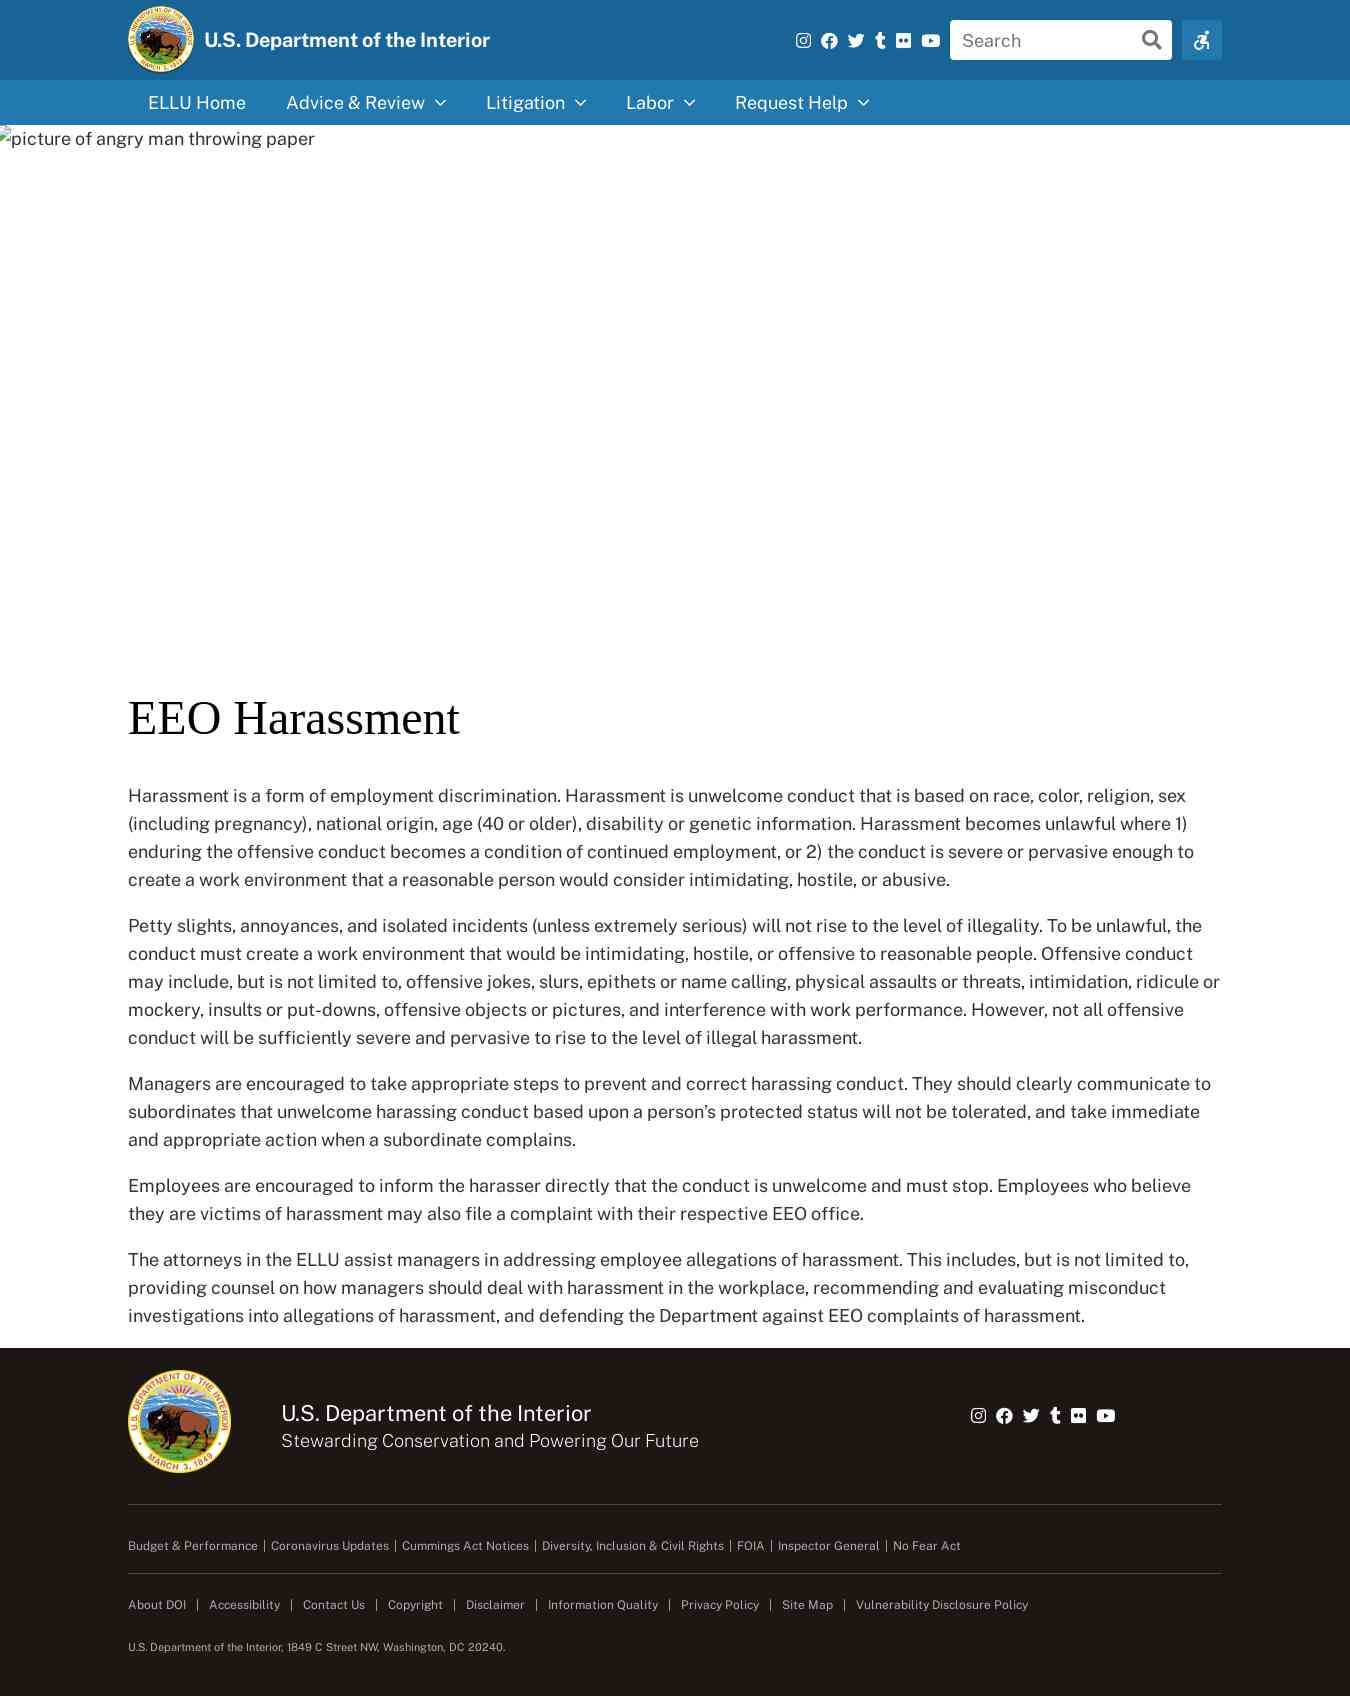 U.S. Department of the Interior
Search
ELLU Home
Advice & Review
Litigation
Labor
Request Help
picture of angry man throwing paper
EEO Harassment
Harassment is a form of employment discrimination. Harassment is unwelcome conduct that is based on race, color, religion, sex
(including pregnancy), national origin, age (40 or older), disability or genetic information. Harassment becomes unlawful where 1)
enduring the offensive conduct becomes a condition of continued employment, or 2) the conduct is severe or pervasive enough to
create a work environment that a reasonable person would consider intimidating, hostile, or abusive.
Petty slights, annoyances, and isolated incidents (unless extremely serious) will not rise to the level of illegality. To be unlawful, the
conduct must create a work environment that would be intimidating, hostile, or offensive to reasonable people. Offensive conduct
may include, but is not limited to, offensive jokes, slurs, epithets or name calling, physical assaults or threats, intimidation, ridicule or
mockery, insults or put-downs, offensive objects or pictures, and interference with work performance. However, not all offensive
conduct will be sufficiently severe and pervasive to rise to the level of illegal harassment.
Managers are encouraged to take appropriate steps to prevent and correct harassing conduct. They should clearly communicate to
subordinates that unwelcome harassing conduct based upon a person’s protected status will not be tolerated, and take immediate
and appropriate action when a subordinate complains.
Employees are encouraged to inform the harasser directly that the conduct is unwelcome and must stop. Employees who believe
they are victims of harassment may also file a complaint with their respective EEO office.
The attorneys in the ELLU assist managers in addressing employee allegations of harassment. This includes, but is not limited to,
providing counsel on how managers should deal with harassment in the workplace, recommending and evaluating misconduct
investigations into allegations of harassment, and defending the Department against EEO complaints of harassment.
U.S. DEPARTMENT OF THE INTERIOR
MARCH 3, 1849
U.S. Department of the Interior
Stewarding Conservation and Powering Our Future
Budget & Performance | Coronavirus Updates | Cummings Act Notices | Diversity, Inclusion & Civil Rights | FOIA | Inspector General | No Fear Act
About DOI | Accessibility | Contact Us | Copyright | Disclaimer | Information Quality | Privacy Policy | Site Map | Vulnerability Disclosure Policy
U.S. Department of the Interior, 1849 C Street NW, Washington, DC 20240.